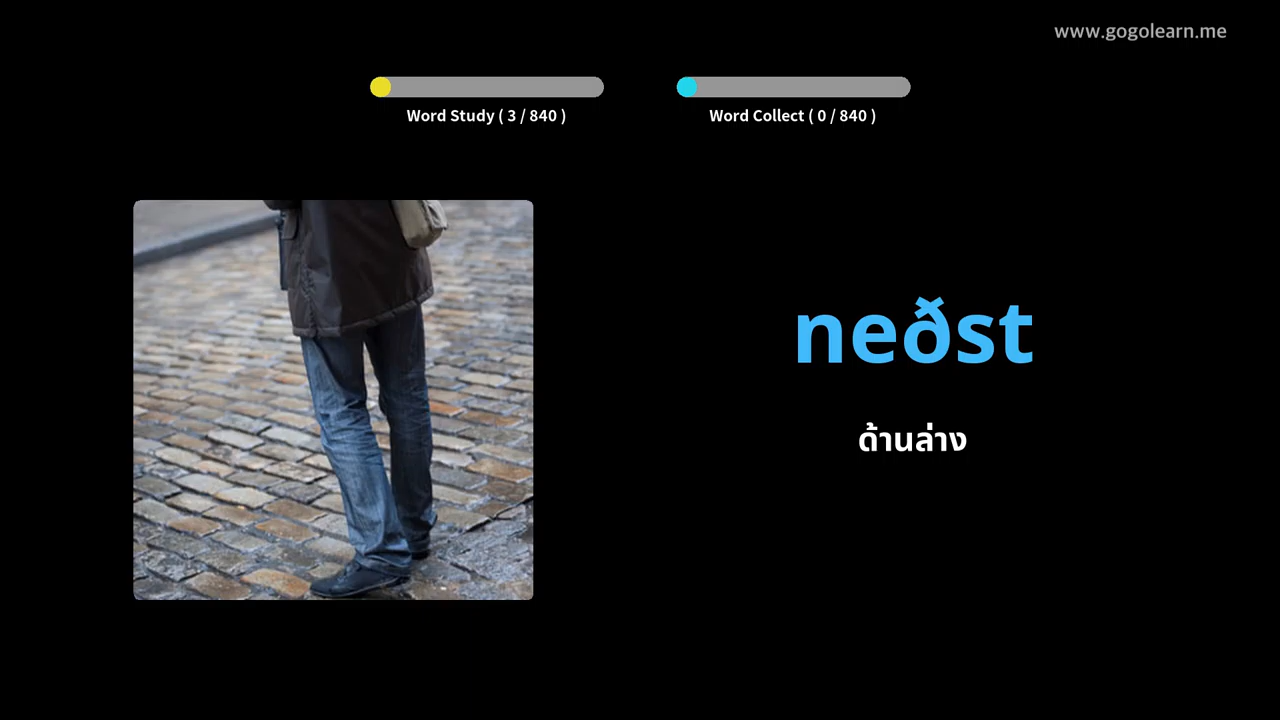 www.gogolearn.me
Word Study ( 3 / 840 )
Word Collect ( 0 / 840 )
neðst
ด้านล่าง